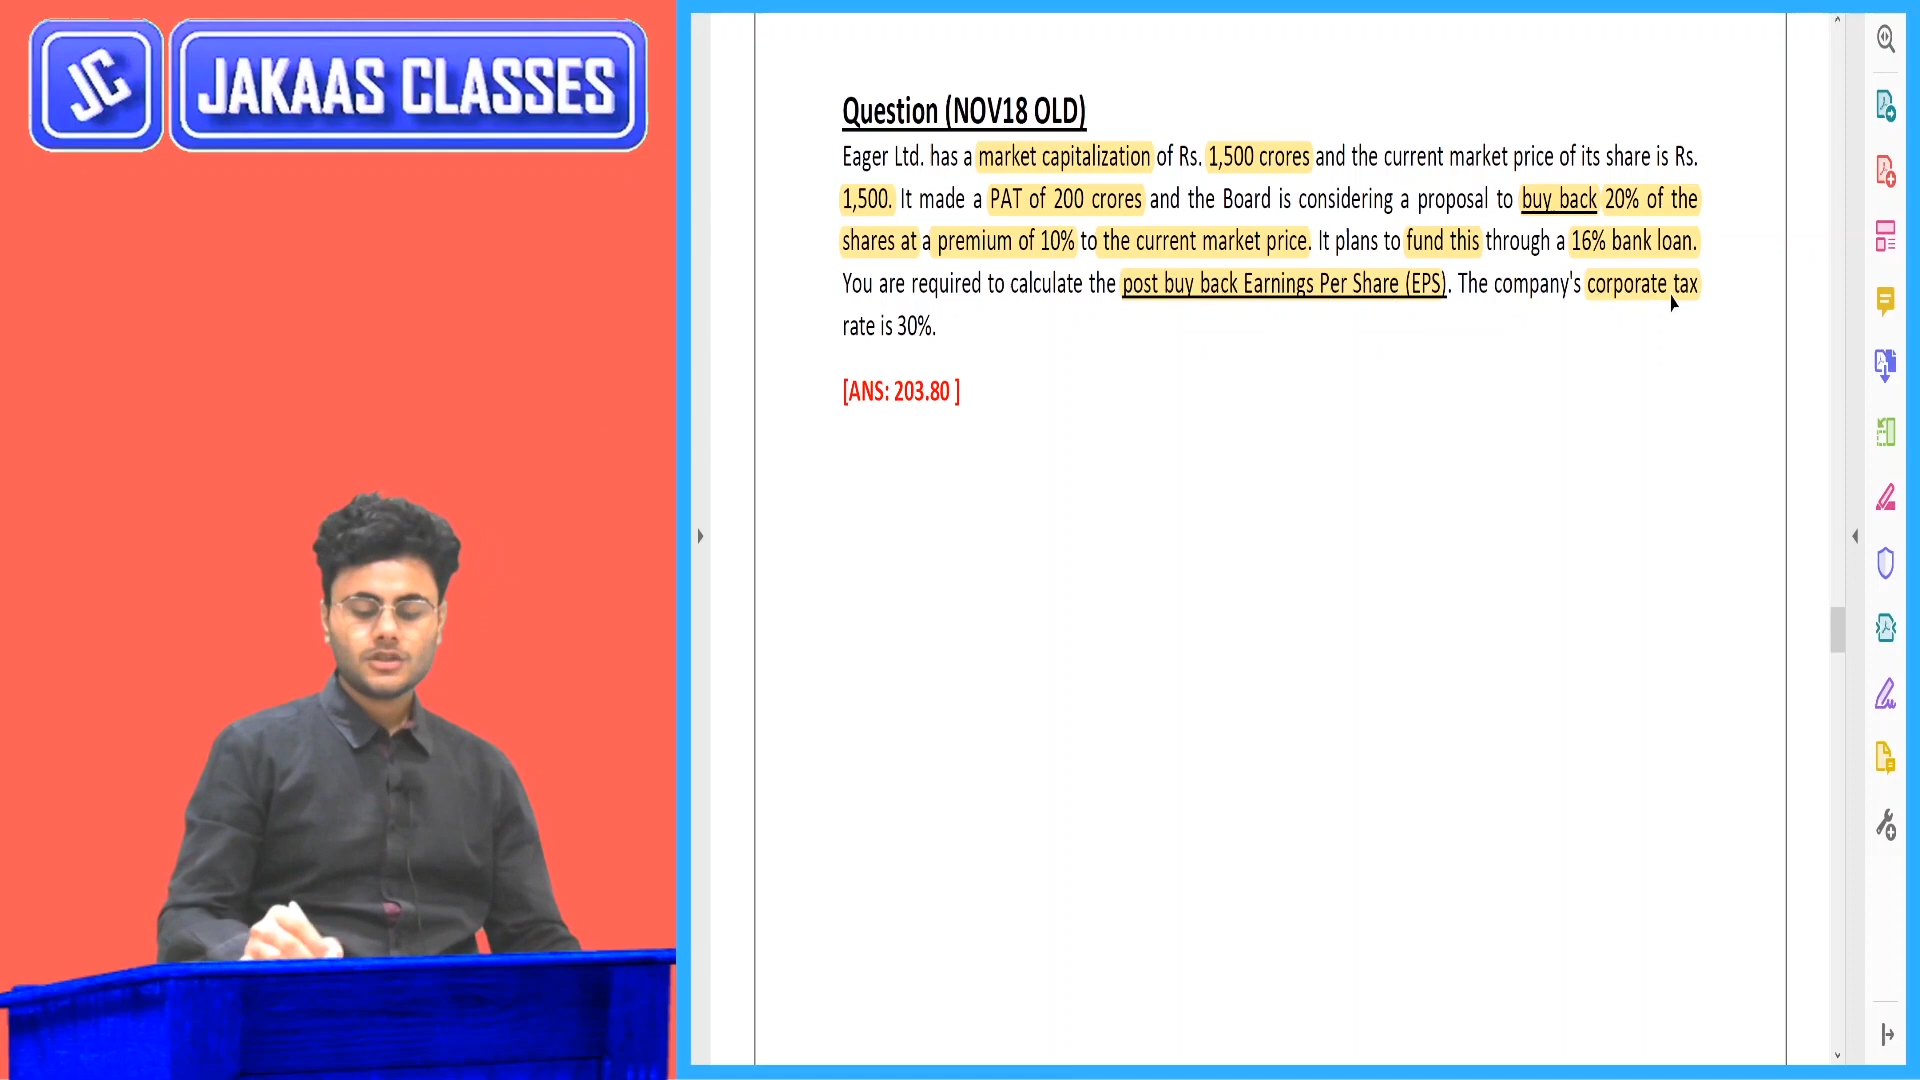 JC JAKAAS CLASSES
Question (NOV18 OLD)
Eager Ltd. has a market capitalization of Rs. 1,500 crores and the current market price of its share is Rs.
1,500. It made a PAT of 200 crores and the Board is considering a proposal to buy back 20% of the
shares at a premium of 10% to the current market price. It plans to fund this through a 16% bank loan.
You are required to calculate the post buy back Earnings Per Share (EPS). The company's corporate tax
rate is 30%.
[ANS: 203.80 ]